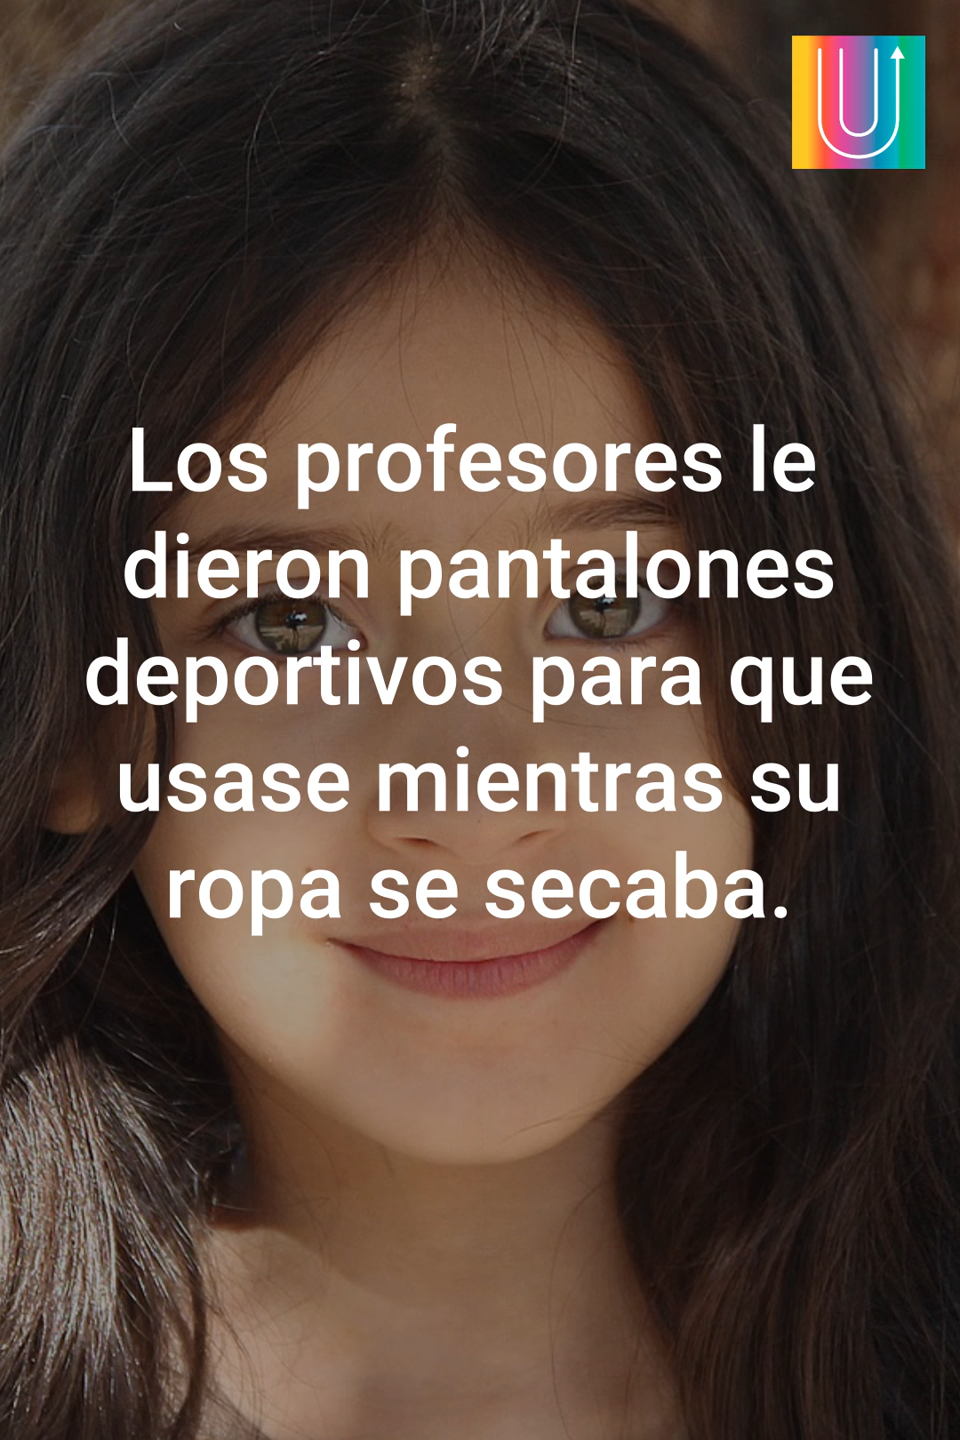 Los profesores le
dieron pantalones
deportivos para que
usase mientras su
ropa se secaba.